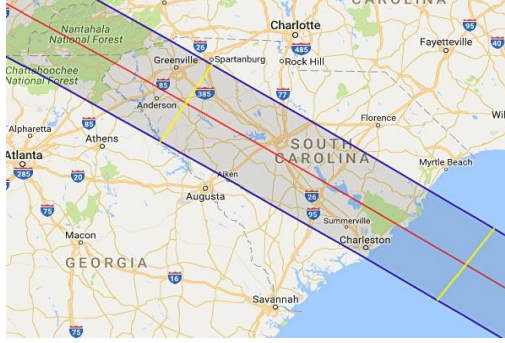 CAROLINA
Nantahala
National Forest
Charlotte
95
26
Fayetteville
Greenville
Spartanburg
485
40
Chattahoochee
National Forest
85
Rock Hill
385
77
Anderson
Alpharetta
85
Florence
Athens
SOUTH
CAROLINA
Atlanta
285
20
Aiken
Myrtle Beach
Augusta
26
75
95
Summerville
Macon
Charleston
GEORGIA
16
Savannah
75